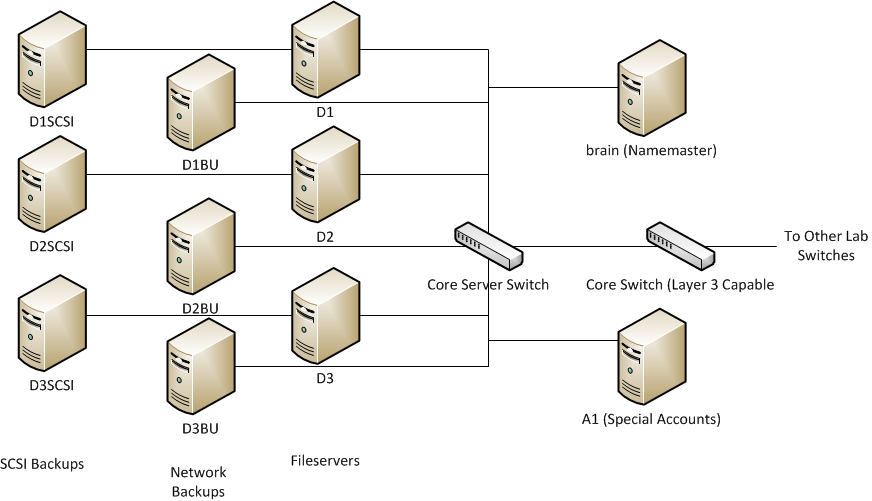 D1SCSI
D1BU
D1
brain (Namemaster)
D2SCSI
D2
D2BU
Core Server Switch
Core Switch (Layer 3 Capable
To Other Lab
Switches
D3SCSI
D3BU
D3
A1 (Special Accounts)
SCSI Backups
Network
Backups
Fileservers